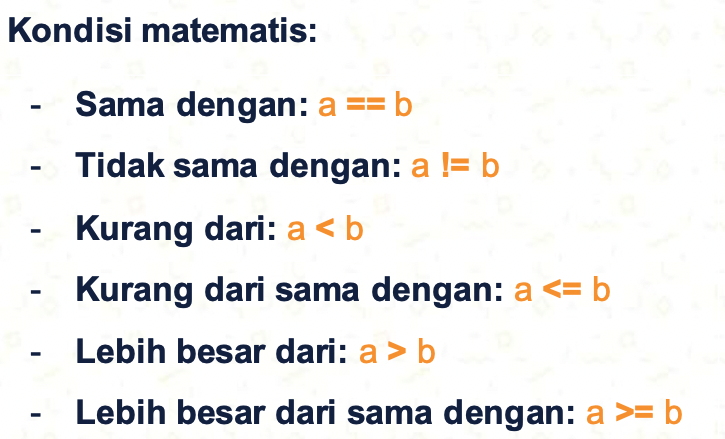 Kondisi matematis:
- Sama dengan: a == b
- Tidak sama dengan: a != b
- Kurang dari: a < b
- Kurang dari sama dengan: a <= b
- Lebih besar dari: a > b
- Lebih besar dari sama dengan: a >= b